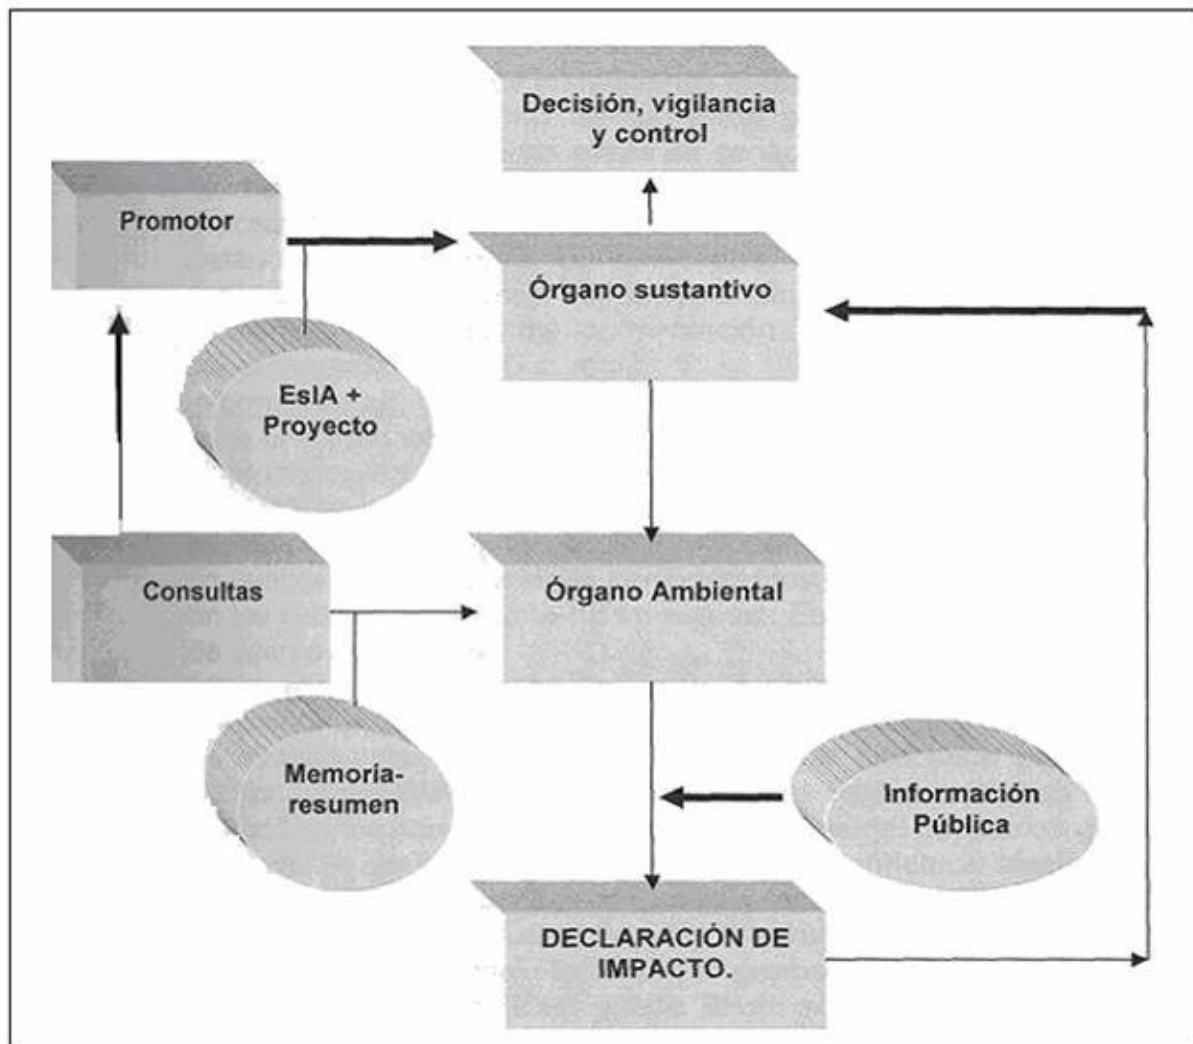 Decisión, vigilancia
y control
Promotor
Órgano sustantivo
EsIA +
Proyecto
Consultas
Órgano Ambiental
Memoria-
resumen
Información
Pública
DECLARACIÓN DE
IMPACTO.